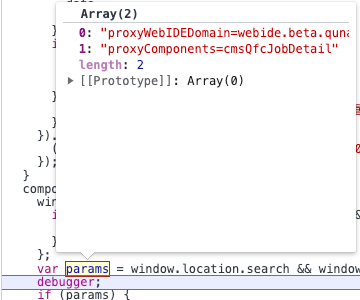 Array(2)
0: "proxyWebIDEDomain=webide.beta.quna
1: "proxyComponents=cmsQfcJobDetail"
length: 2
▶ [[Prototype]]: Array(0)
}).
(
});
}
compo
win
i
}
};
var params = window.location.search && window
debugger;
if (params) {